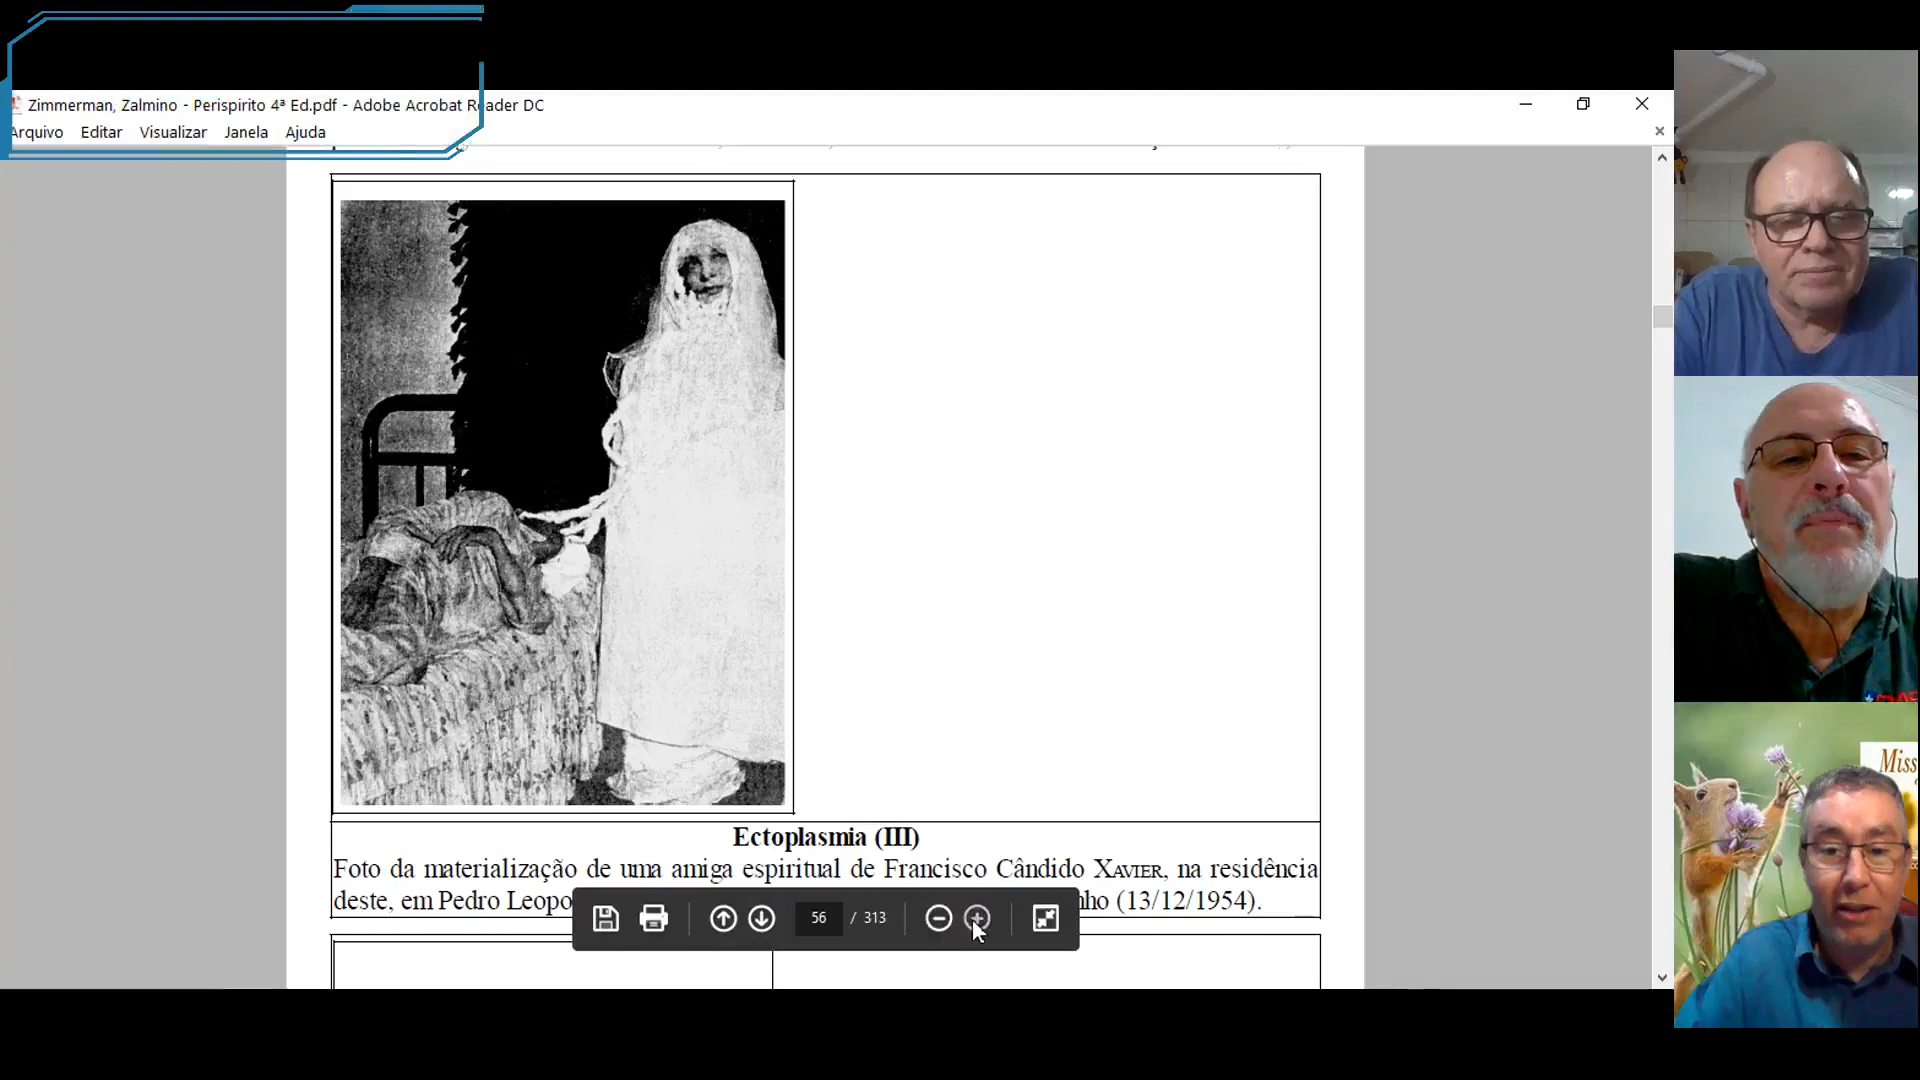 Zimmerman, Zalmino - Perispirito 4ª Ed.pdf - Adobe Acrobat Reader DC
Arquivo Editar Visualizar Janela Ajuda
Ectoplasmia (III)
Foto da materialização de uma amiga espiritual de Francisco Cândido XAVIER, na residência
deste, em Pedro (13/12/1954).
56 / 313
Miss